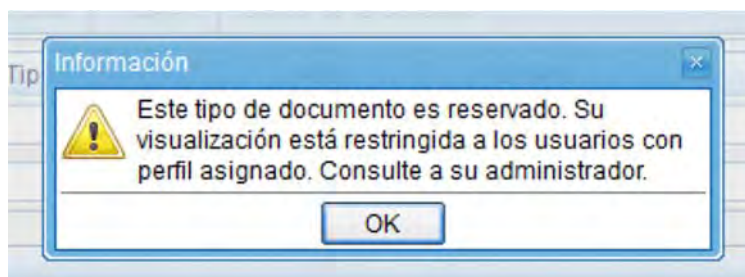 Tip
Información
Este tipo de documento es reservado. Su
visualización está restringida a los usuarios con
perfil asignado. Consulte a su administrador.
OK